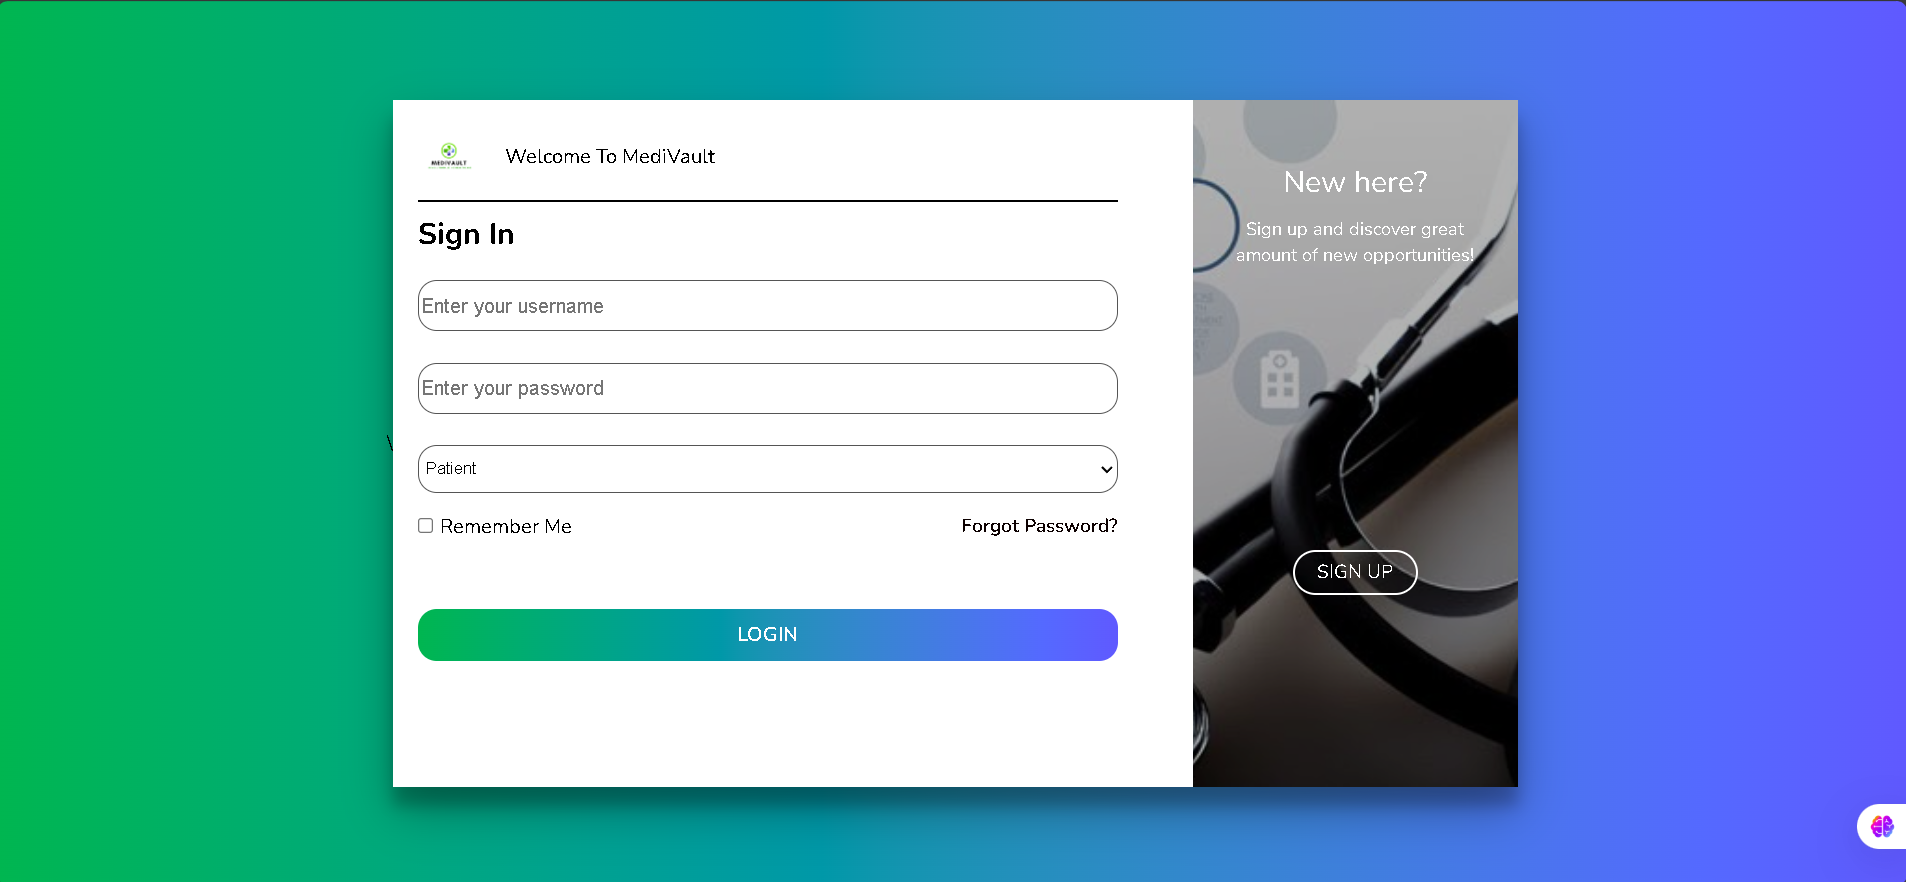 MEDIVAULT
Welcome To MediVault
Sign In
Enter your username
Enter your password
\
Patient
Remember Me
Forgot Password?
LOGIN
New here?
Sign up and discover great
amount of new opportunities!
SIGN UP